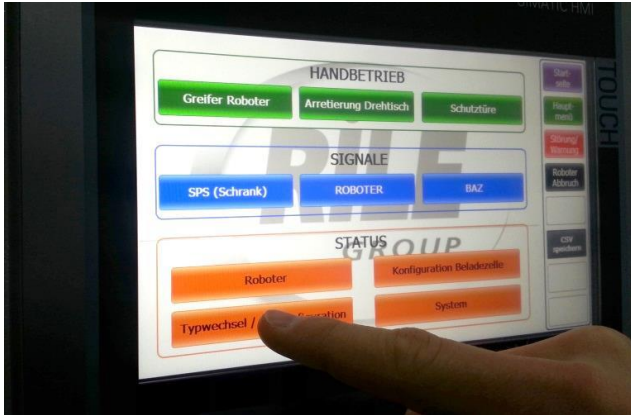 SIMATIC HMI
TOUCH
HANDBETRIEB
Greifer Roboter
Arretierung Drehtisch
Schutztüre
SIGNALE
SPS (Schrank)
ROBOTER
BAZ
STATUS
Roboter
Konfiguration Beladezelle
Typwechsel /
System
RILE
GROUP
Start-
seite
Haupt-
menü
Störung/
Warnung
Roboter
Abbruch
CSV
speichern